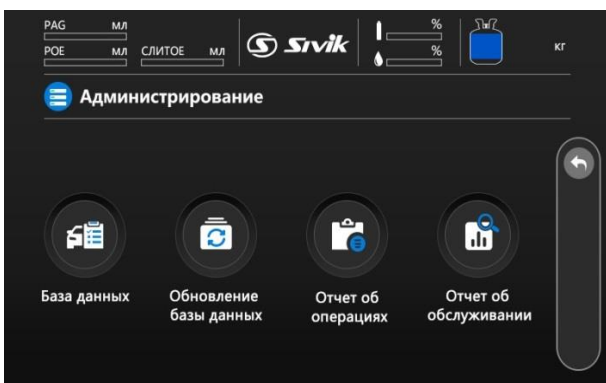 PAG мл
POE мл СЛИТОЕ мл
Sivik
%
%
кг
Администрирование
База данных
Обновление
базы данных
Отчет об
операциях
Отчет об
обслуживании